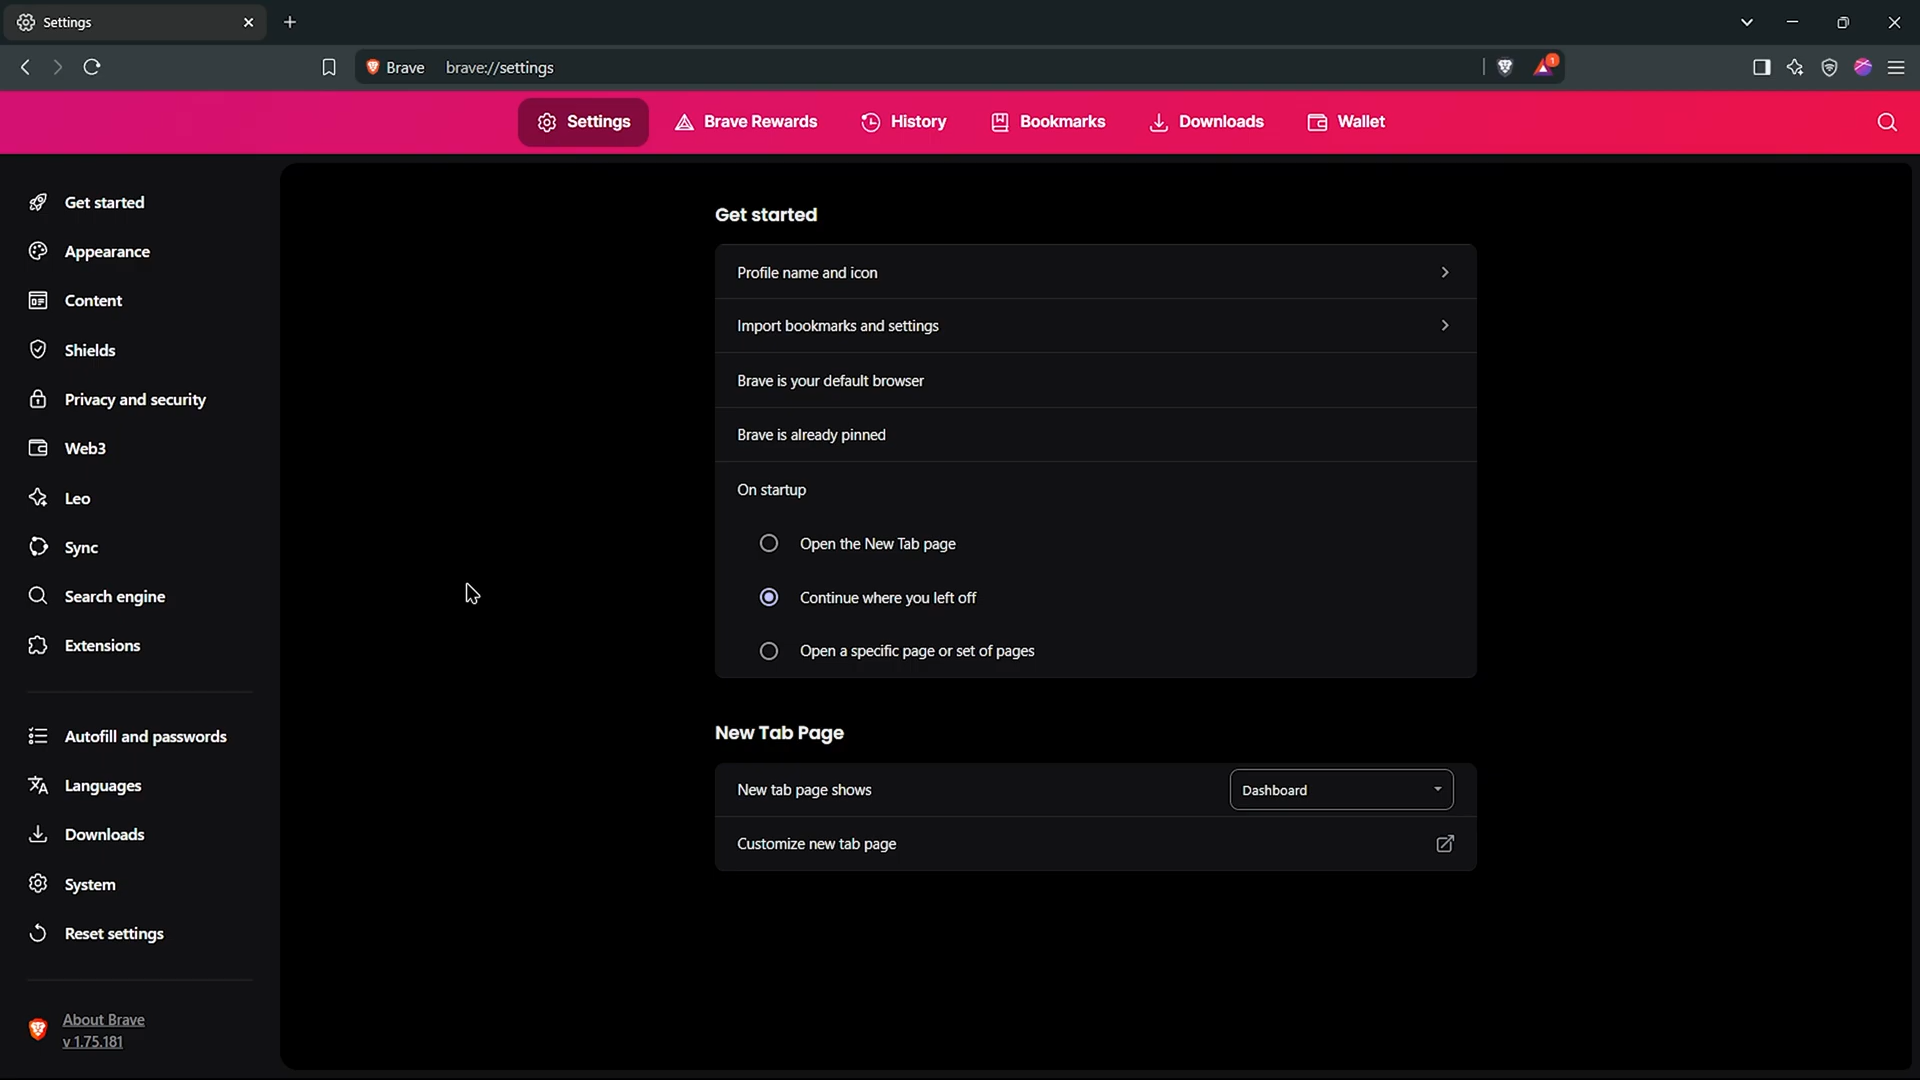 Settings
Brave brave://settings
1
Settings
Brave Rewards
History
Bookmarks
Downloads
Wallet
Get started
Appearance
Content
Shields
Privacy and security
Web3
Leo
Sync
Search engine
Extensions
Autofill and passwords
Languages
Downloads
System
Reset settings
About Brave
v 1.75.181
Get started
Profile name and icon
Import bookmarks and settings
Brave is your default browser
Brave is already pinned
On startup
Open the New Tab page
Continue where you left off
Open a specific page or set of pages
New Tab Page
New tab page shows
Dashboard
Customize new tab page